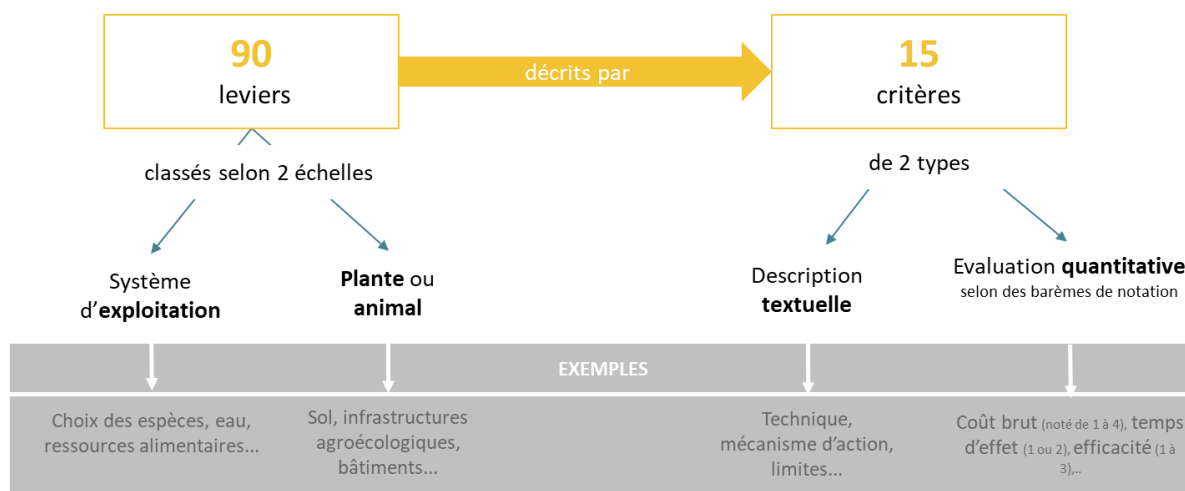 90
leviers
décrits par
15
critères
classés selon 2 échelles
de 2 types
Système
d’exploitation
Plante ou
animal
Description
textuelle
Evaluation quantitative
selon des barèmes de notation
EXEMPLES
Choix des espèces, eau,
ressources alimentaires...
Sol, infrastructures
agroécologiques,
bâtiments...
Technique,
mécanisme d’action,
limites...
Coût brut (noté de 1 à 4), temps
d’effet (1 ou 2), efficacité (1 à
3),..